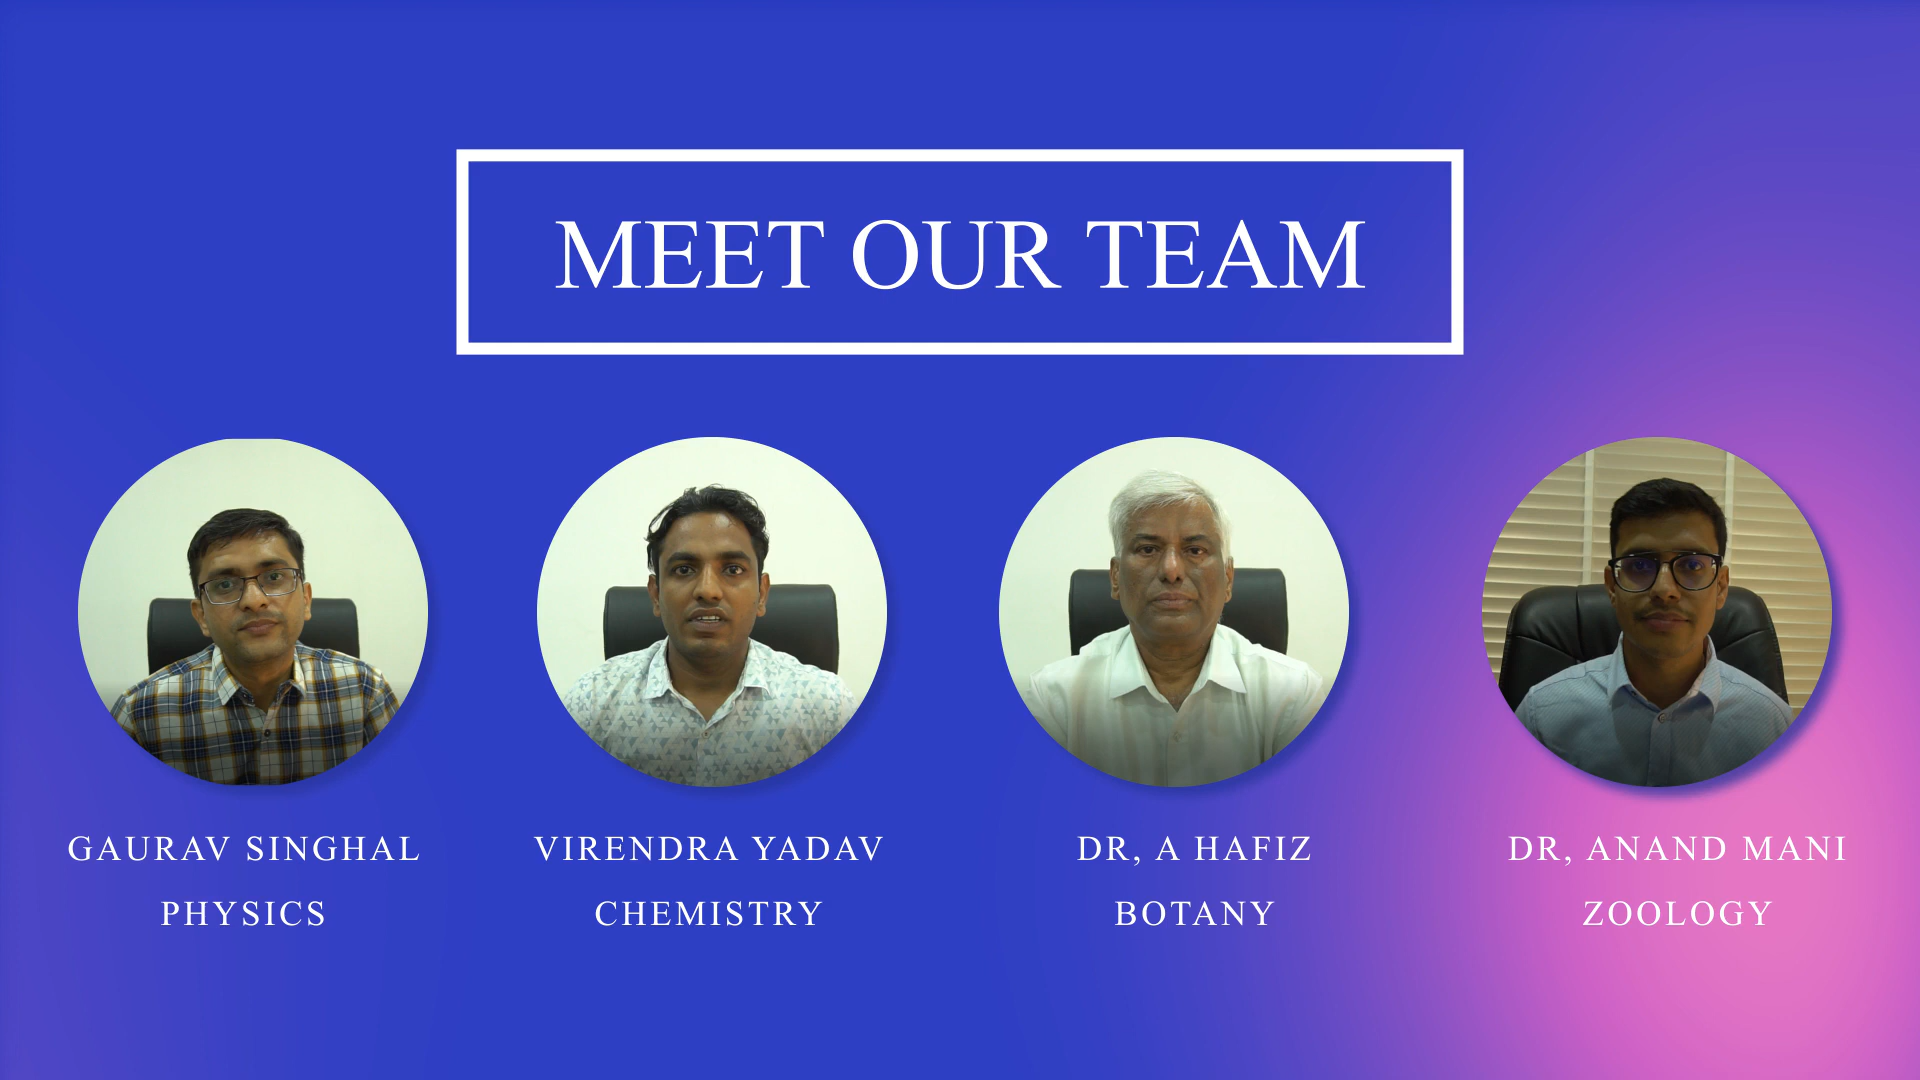 MEET OUR TEAM
GAURAV SINGHAL
PHYSICS
VIRENDRA YADAV
CHEMISTRY
DR, A HAFIZ
BOTANY
DR, ANAND MANI
ZOOLOGY